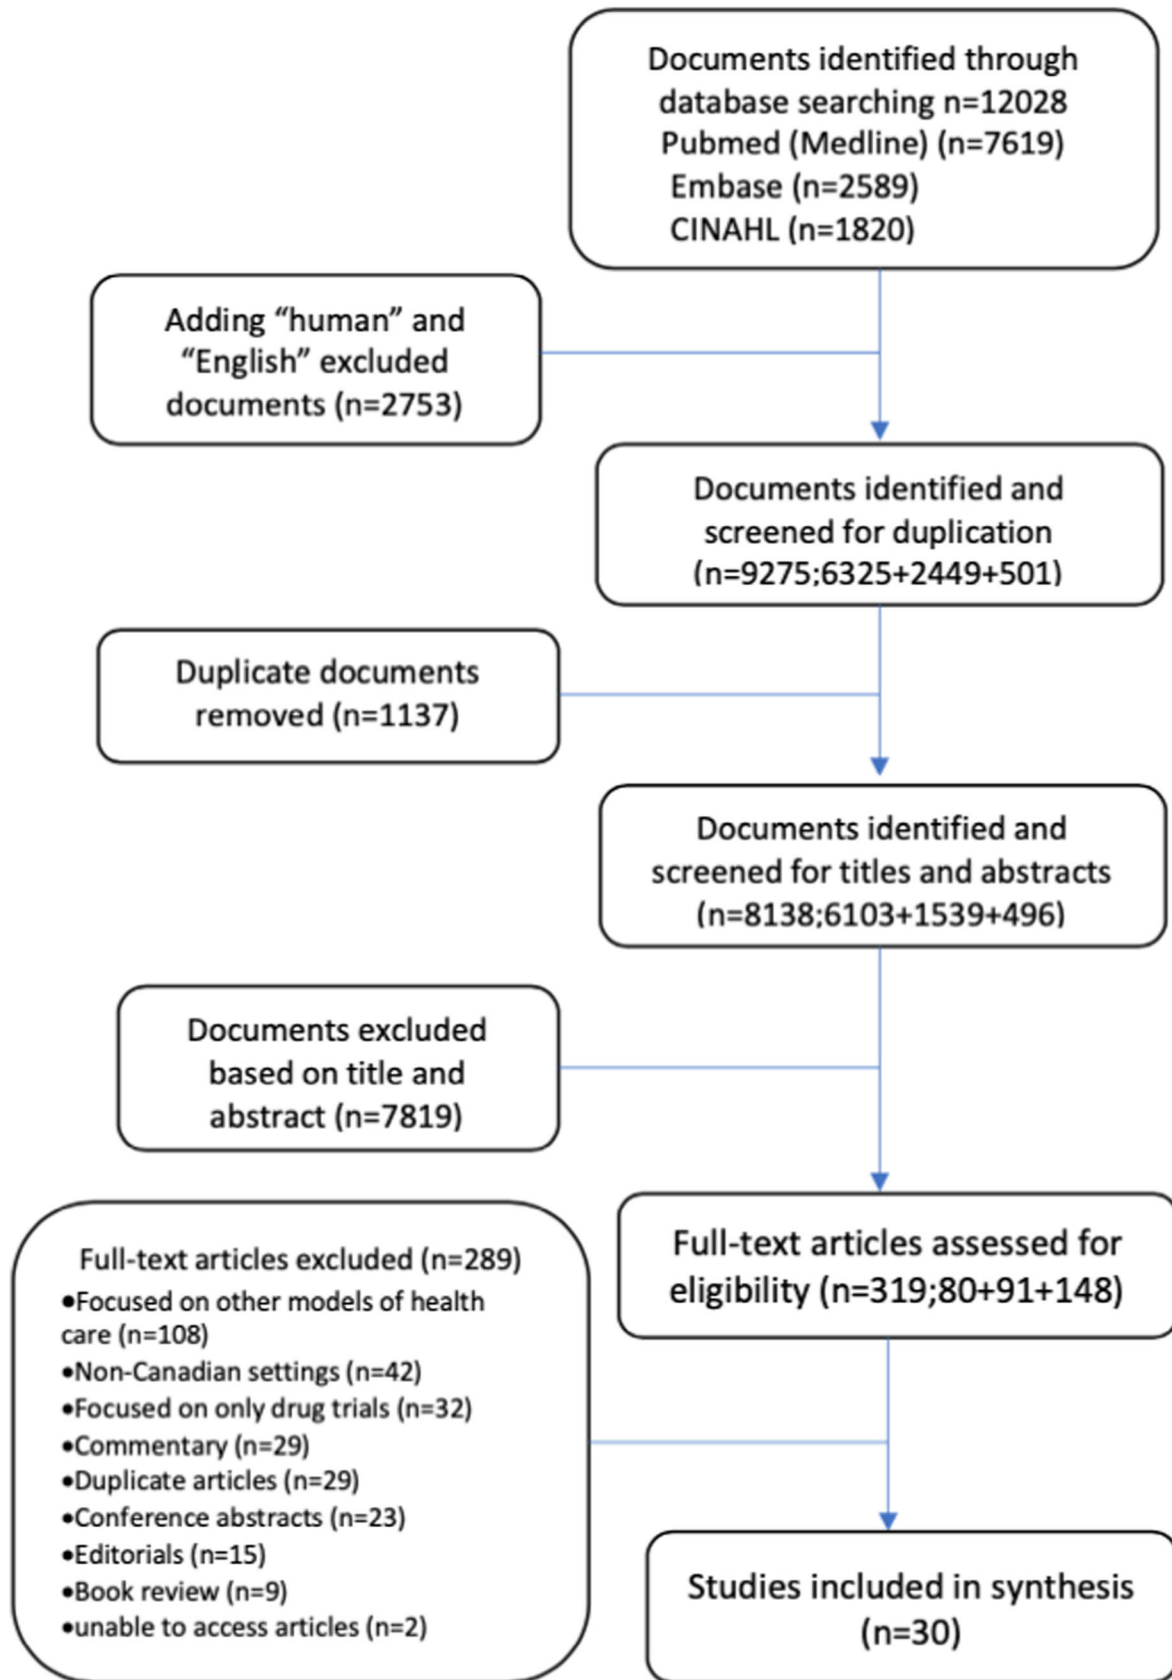 Documents identified through
database searching n=12028
Pubmed (Medline) (n=7619)
Embase (n=2589)
CINAHL (n=1820)
Adding “human” and
“English” excluded
documents (n=2753)
Documents identified and
screened for duplication
(n=9275;6325+2449+501)
Duplicate documents
removed (n=1137)
Documents identified and
screened for titles and abstracts
(n=8138;6103+1539+496)
Documents excluded
based on title and
abstract (n=7819)
Full-text articles assessed for
eligibility (n=319;80+91+148)
Full-text articles excluded (n=289)
•Focused on other models of health
care (n=108)
•Non-Canadian settings (n=42)
•Focused on only drug trials (n=32)
•Commentary (n=29)
•Duplicate articles (n=29)
•Conference abstracts (n=23)
•Editorials (n=15)
•Book review (n=9)
•unable to access articles (n=2)
Studies included in synthesis
(n=30)